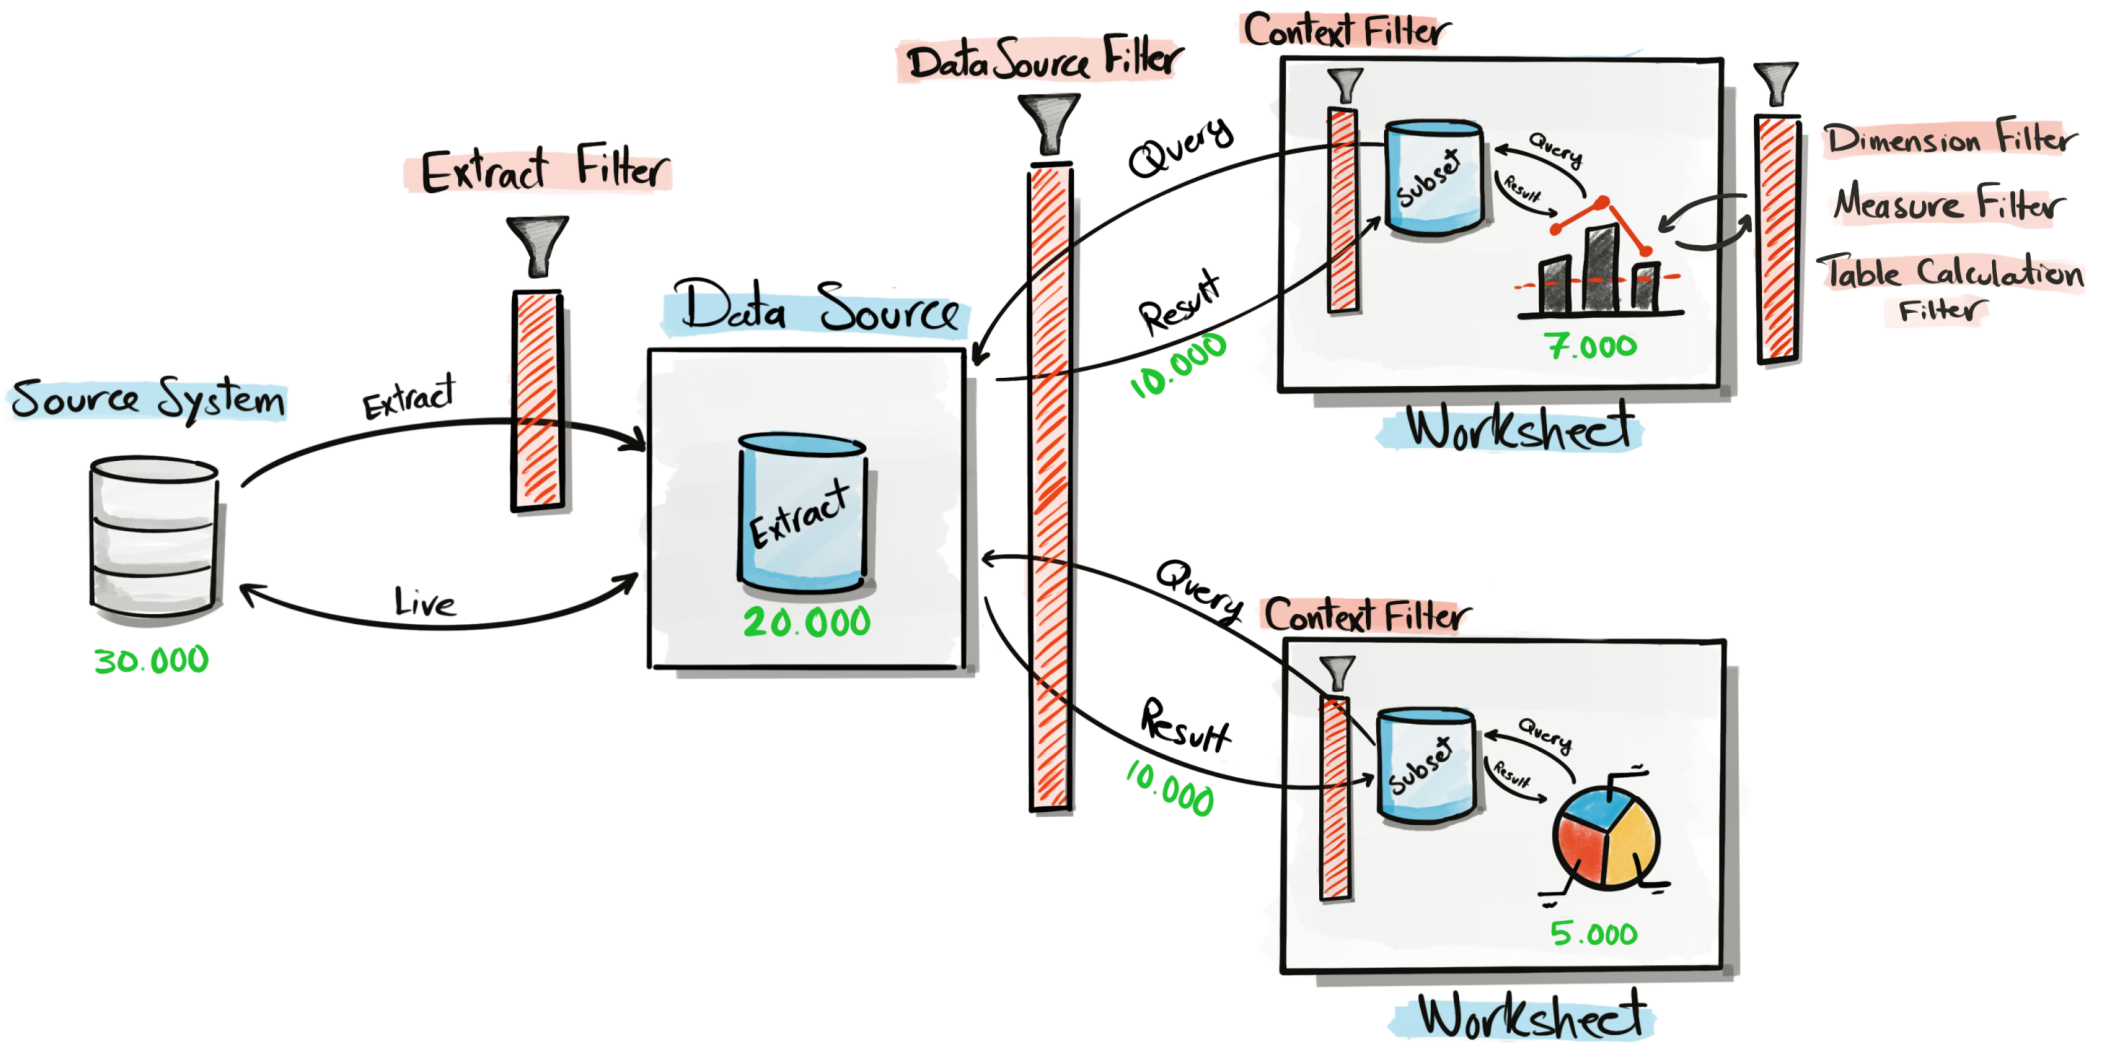 Source System
30.000
Extract
Live
Extract Filter
Data Source
Extract
20.000
Data Source Filter
Query
Result
10.000
Query
Result
10.000
Context Filter
Subset
Query
Result
7.000
Worksheet
Dimension Filter
Measure Filter
Table Calculation
Filter
Context Filter
Subset
Query
Result
5.000
Worksheet